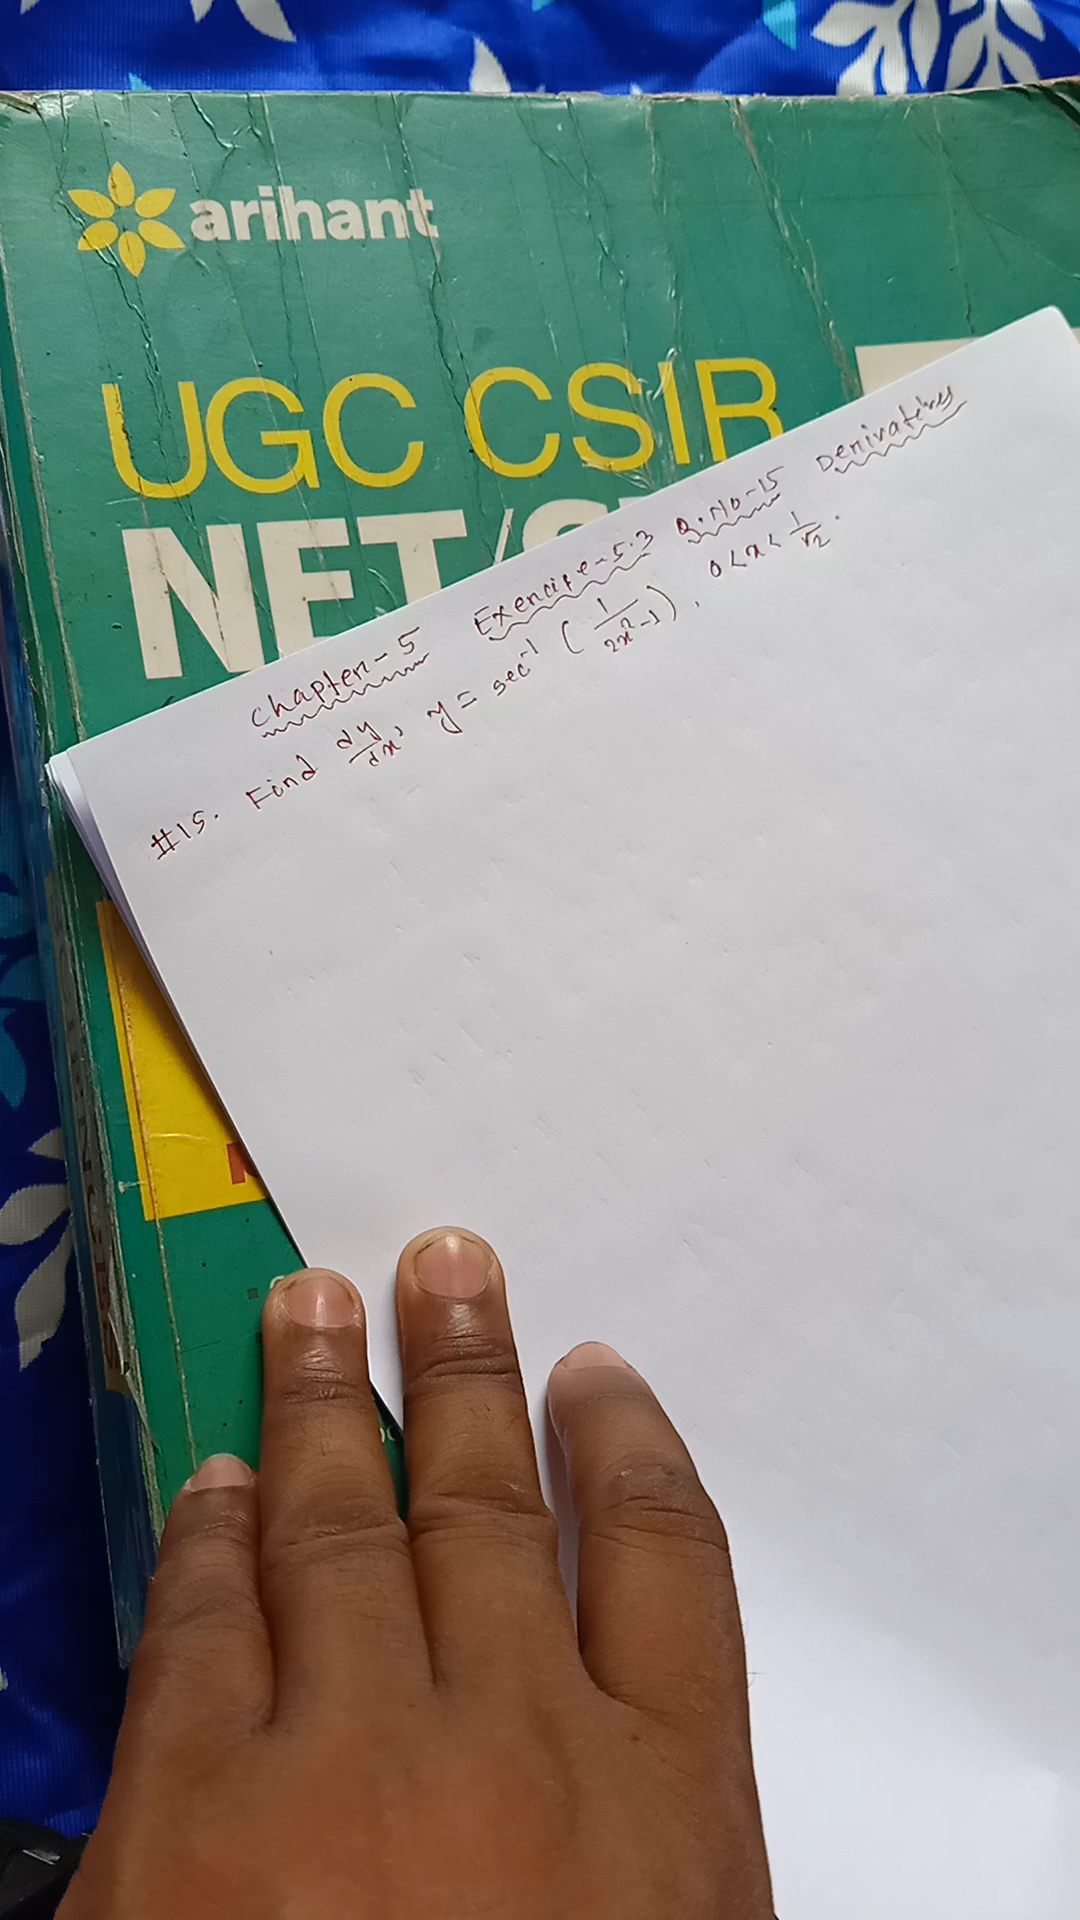 arihant
UGC CSIR
NET/
Chapter-5 Exercise-5.3 Q.No-15 Derivatives
#15. Find dy/dx, y = sec⁻¹ (1/(2x²-1)), 0<x<1/√2.